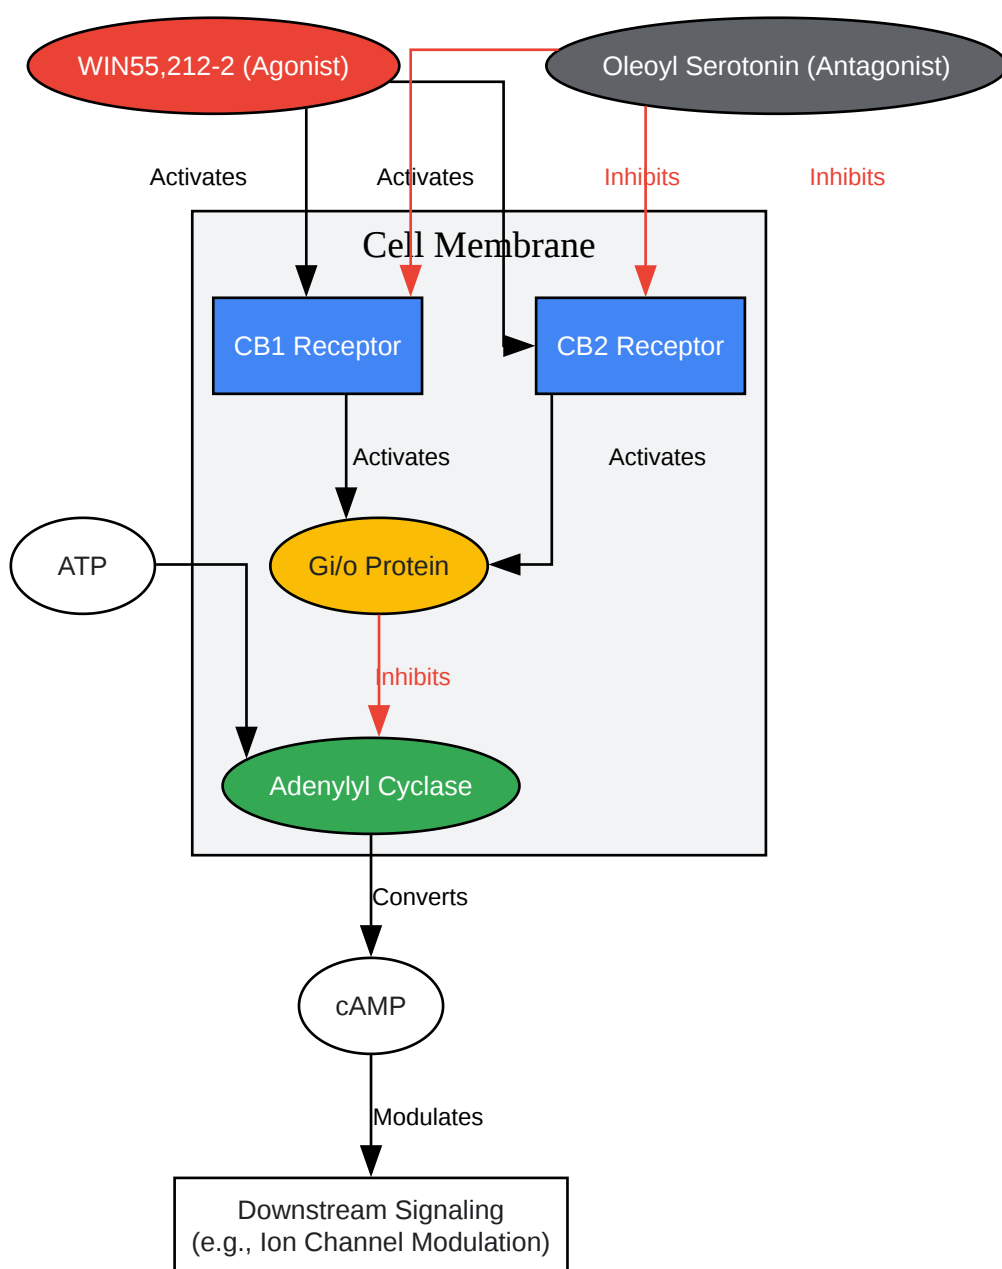 WIN55,212-2 (Agonist)
Oleoyl Serotonin (Antagonist)
Activates
Activates
Inhibits
Inhibits
Cell Membrane
CB1 Receptor
CB2 Receptor
Activates
Activates
ATP
Gi/o Protein
Inhibits
Adenylyl Cyclase
Converts
cAMP
Modulates
Downstream Signaling
(e.g., Ion Channel Modulation)